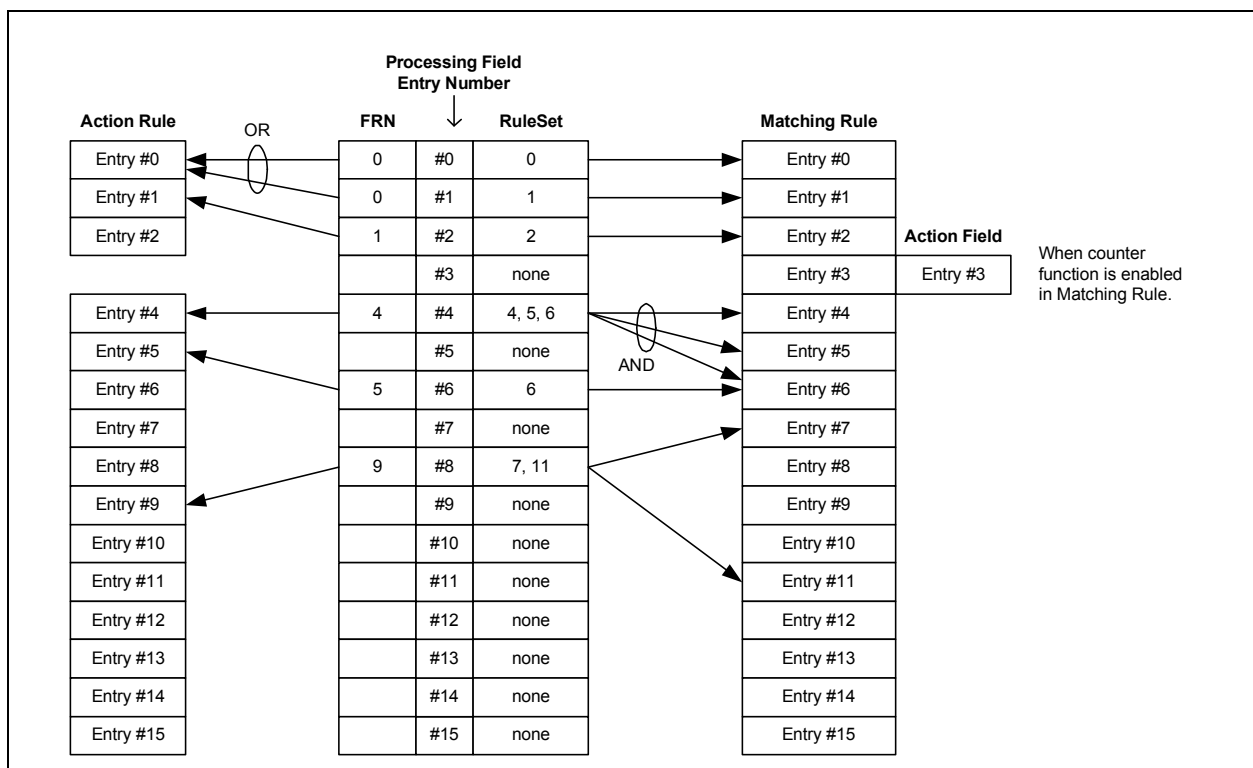 Processing Field
Entry Number
Action Rule
OR
FRN
RuleSet
Matching Rule
Entry #0
0 #0 0
Entry #0
Entry #1
0 #1 1
Entry #1
Entry #2
1 #2 2
Entry #2
Action Field
#3 none
Entry #3
Entry #3
When counter
function is enabled
in Matching Rule.
Entry #4
4 #4 4, 5, 6
Entry #4
Entry #5
#5 none
AND
Entry #5
Entry #6
5 #6 6
Entry #6
Entry #7
#7 none
Entry #7
Entry #8
9 #8 7, 11
Entry #8
Entry #9
#9 none
Entry #9
Entry #10
#10 none
Entry #10
Entry #11
#11 none
Entry #11
Entry #12
#12 none
Entry #12
Entry #13
#13 none
Entry #13
Entry #14
#14 none
Entry #14
Entry #15
#15 none
Entry #15